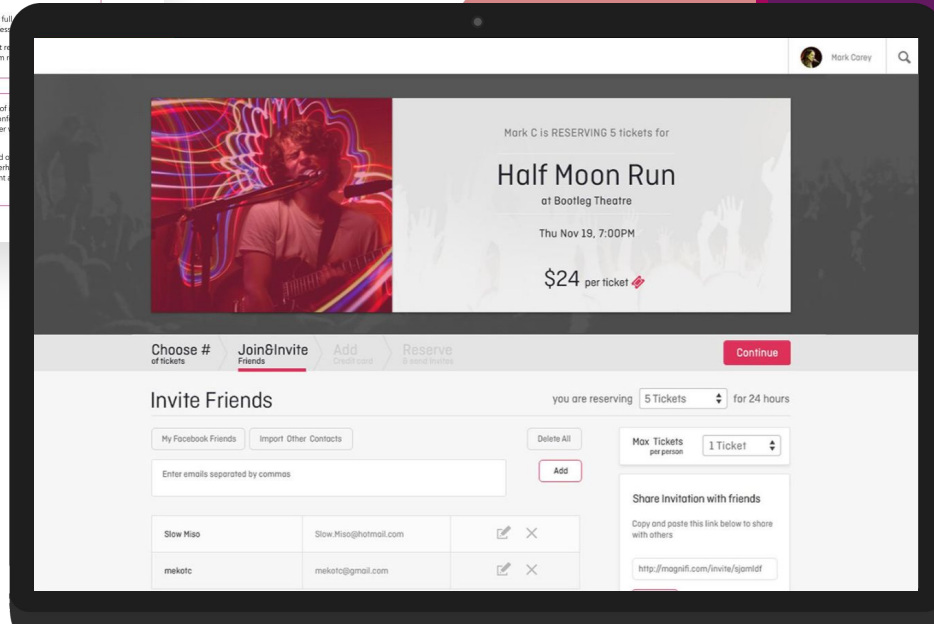 Mark Carey
Mark C is RESERVING 5 tickets for
Half Moon Run
at Bootleg Theatre
Thu Nov 19, 7:00PM
$24 per ticket
Choose #
of tickets
Join&Invite
Friends
Add
Credit card
Reserve
& send invites
Continue
Invite Friends
you are reserving 5 Tickets for 24 hours
My Facebook Friends Import Other Contacts Delete All
Enter emails separated by commas
Add
Max Tickets
per person
1 Ticket
Slow Miso Slow.Miso@hotmail.com
mekotc mekotc@gmail.com
Share Invitation with friends
Copy and paste this link below to share
with others
http://magnifi.com/invite/sjamldf